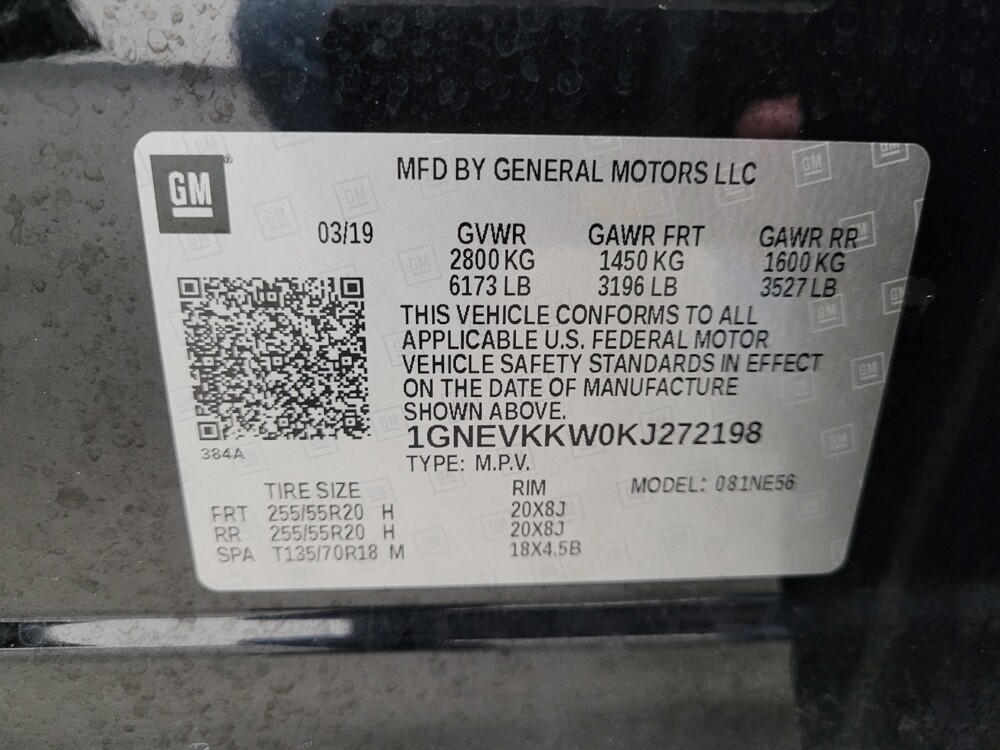 GM
MFD BY GENERAL MOTORS LLC
03/19 GVWR GAWR FRT GAWR RR
2800 KG 1450 KG 1600 KG
6173 LB 3196 LB 3527 LB
THIS VEHICLE CONFORMS TO ALL
APPLICABLE U.S. FEDERAL MOTOR
VEHICLE SAFETY STANDARDS IN EFFECT
ON THE DATE OF MANUFACTURE
SHOWN ABOVE.
1GNEVKKW0KJ272198
384A
TYPE: M.P.V.
TIRE SIZE RIM MODEL: 081NE56
FRT 255/55R20 H 20X8J
RR 255/55R20 H 20X8J
SPA T135/70R18 M 18X4.5B